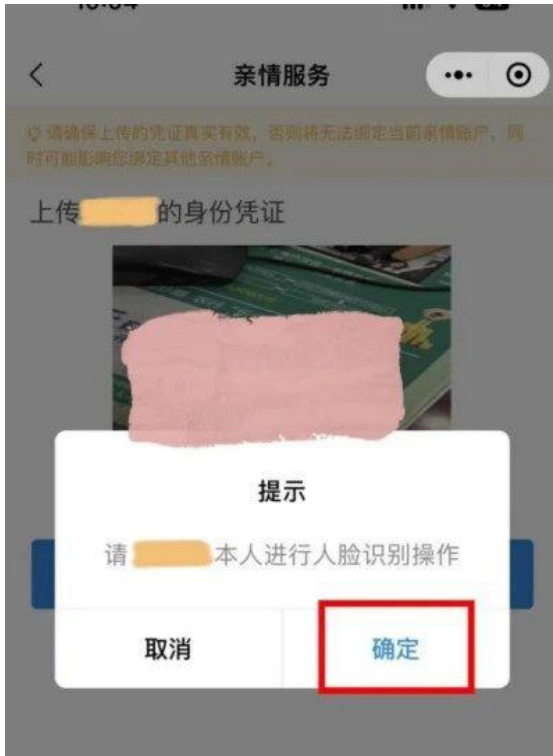 亲情服务
请确保上传的凭证真实有效，否则将无法绑定当前亲情账户，同
时可能影响您绑定其他亲情账户。
上传 的身份凭证
提示
请 本人进行人脸识别操作
取消 确定